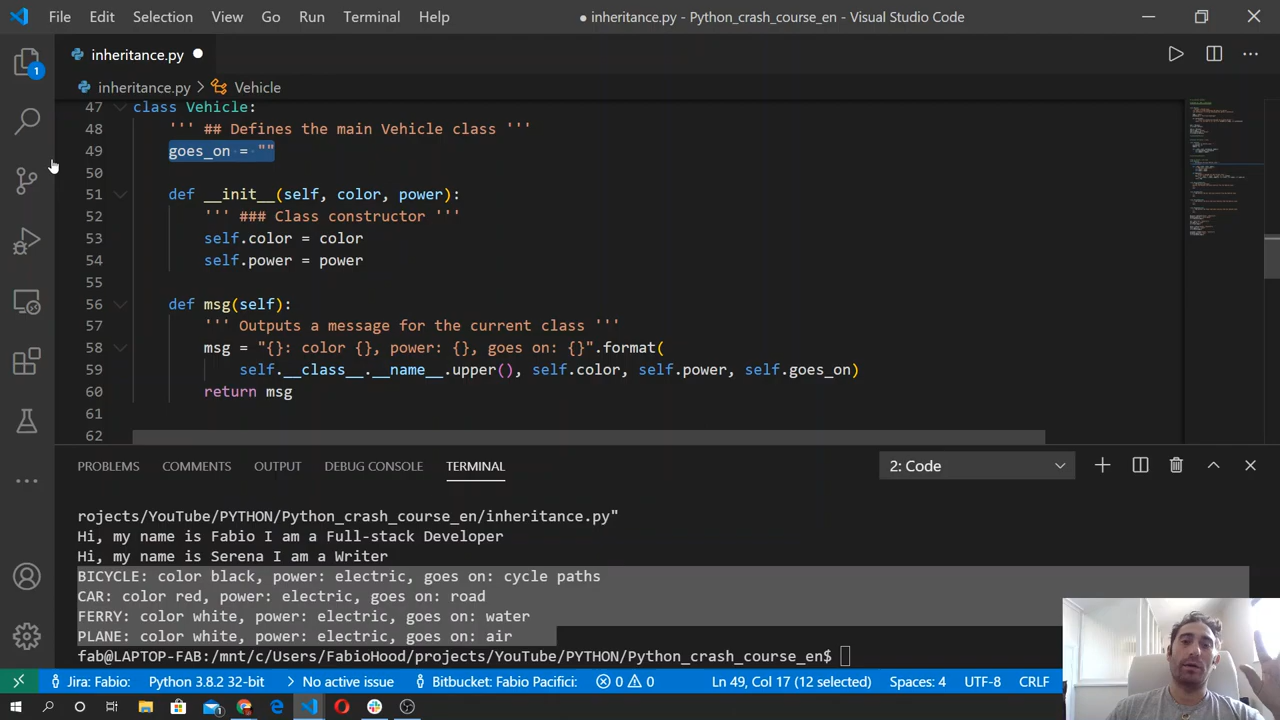 File Edit Selection View Go Run Terminal Help
● inheritance.py - Python_crash_course_en - Visual Studio Code
1
inheritance.py ●
inheritance.py > Vehicle
47 class Vehicle:
48 ''' ## Defines the main Vehicle class '''
49 goes_on = ""
50
51 def __init__(self, color, power):
52 ''' ### Class constructor '''
53 self.color = color
54 self.power = power
55
56 def msg(self):
57 ''' Outputs a message for the current class '''
58 msg = "{}: color {}, power: {}, goes on: {}".format(
59 self.__class__.__name__.upper(), self.color, self.power, self.goes_on)
60 return msg
61
62
PROBLEMS COMMENTS OUTPUT DEBUG CONSOLE TERMINAL 2: Code
rojects/YouTube/PYTHON/Python_crash_course_en/inheritance.py"
Hi, my name is Fabio I am a Full-stack Developer
Hi, my name is Serena I am a Writer
BICYCLE: color black, power: electric, goes on: cycle paths
CAR: color red, power: electric, goes on: road
FERRY: color white, power: electric, goes on: water
PLANE: color white, power: electric, goes on: air
fab@LAPTOP-FAB:/mnt/c/Users/FabioHood/projects/YouTube/PYTHON/Python_crash_course_en$
Jira: Fabio: Python 3.8.2 32-bit > No active issue Bitbucket: Fabio Pacifici: 0 0 Ln 49, Col 17 (12 selected) Spaces: 4 UTF-8 CRLF